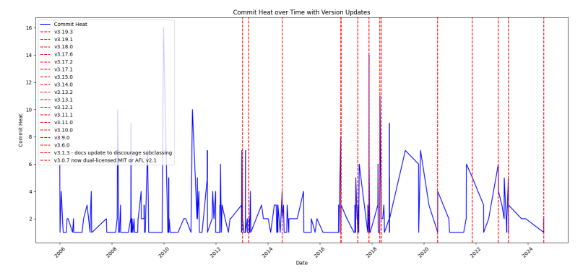 Commit Heat over Time with Version Updates
Commit Heat
v3.19.3
v3.19.1
v3.18.0
v3.17.6
v3.17.2
v3.17.1
v3.15.0
v3.14.0
v3.13.2
v3.13.1
v3.12.1
v3.11.1
v3.11.0
v3.10.0
v3.9.0
v3.6.0
v3.1.3 - docs update to discourage subclassing
v3.0.7 now dual-licensed MIT or AFL v2.1
16
14
12
10
8
6
4
2
Commit Heat
2006
2008
2010
2012
2014
2016
2018
2020
2022
2024
Date